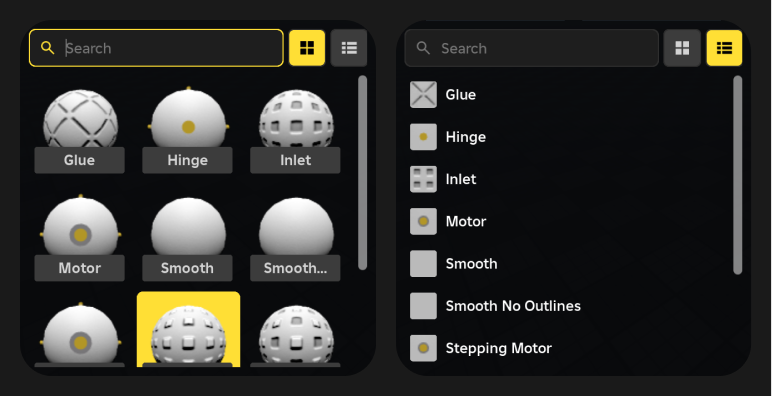 Search
Glue
Hinge
Inlet
Motor
Smooth
Smooth...
Search
Glue
Hinge
Inlet
Motor
Smooth
Smooth No Outlines
Stepping Motor